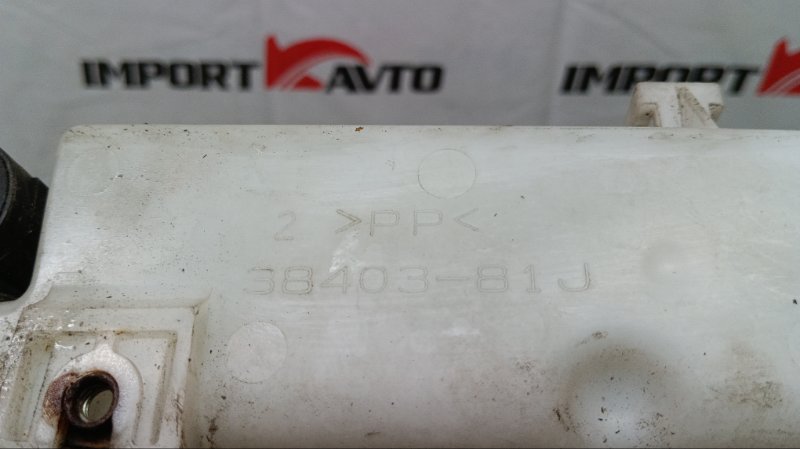 IMPORT AVTO
IMPORT
2 >PP<
38403-81J